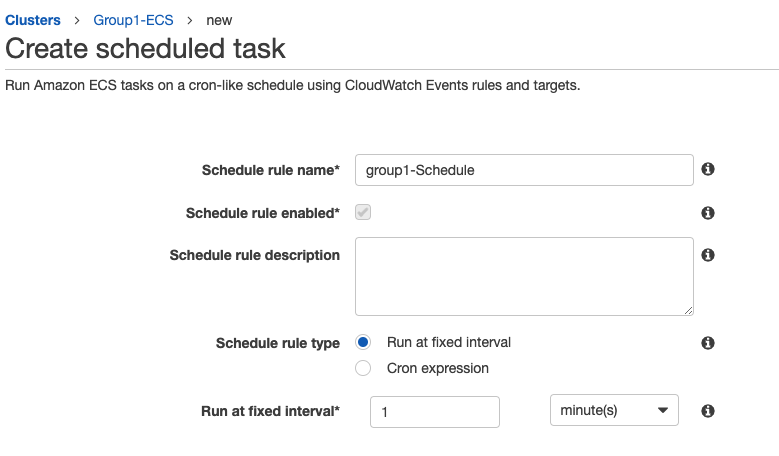 Clusters > Group1-ECS > new
Create scheduled task
Run Amazon ECS tasks on a cron-like schedule using CloudWatch Events rules and targets.
Schedule rule name* group1-Schedule
Schedule rule enabled*
Schedule rule description
Schedule rule type Run at fixed interval
Cron expression
Run at fixed interval* 1 minute(s)